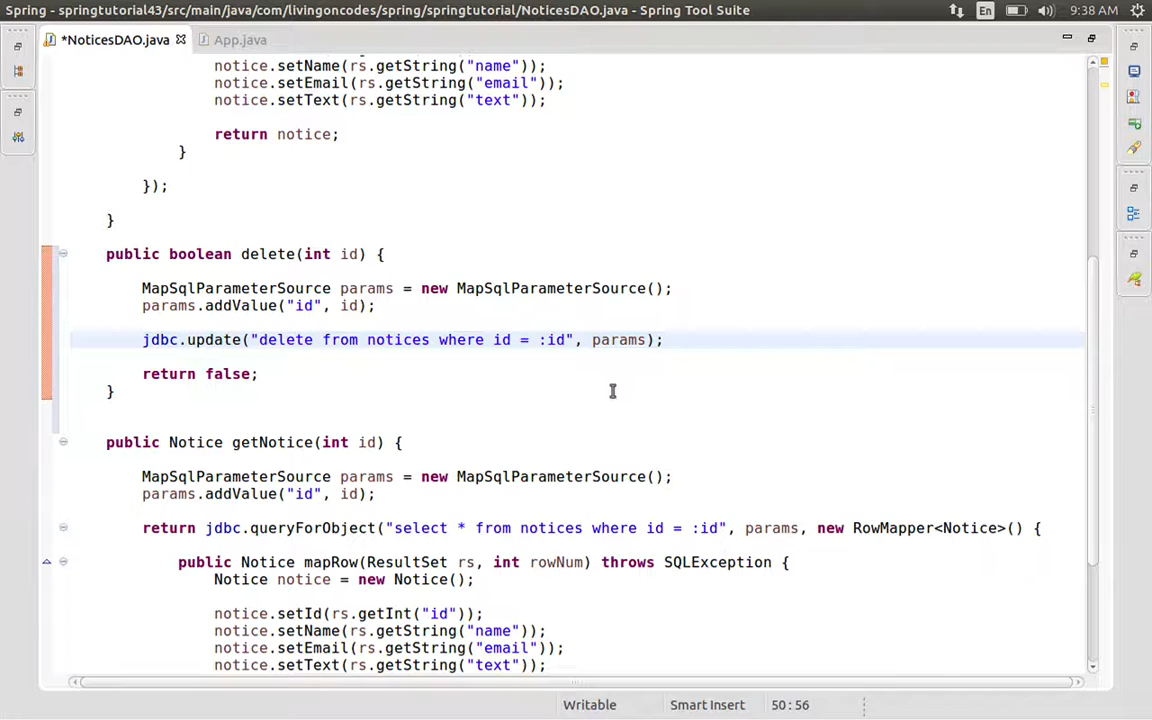 Spring - springtutorial43/src/main/java/com/livingoncodes/spring/springtutorial/NoticesDAO.java - Spring Tool Suite
En
9:38 AM
*NoticesDAO.java
App.java
notice.setName(rs.getString("name"));
notice.setEmail(rs.getString("email"));
notice.setText(rs.getString("text"));
return notice;
}
});
}
public boolean delete(int id) {
MapSqlParameterSource params = new MapSqlParameterSource();
params.addValue("id", id);
jdbc.update("delete from notices where id = :id", params);
return false;
}
public Notice getNotice(int id) {
MapSqlParameterSource params = new MapSqlParameterSource();
params.addValue("id", id);
return jdbc.queryForObject("select * from notices where id = :id", params, new RowMapper<Notice>() {
public Notice mapRow(ResultSet rs, int rowNum) throws SQLException {
Notice notice = new Notice();
notice.setId(rs.getInt("id"));
notice.setName(rs.getString("name"));
notice.setEmail(rs.getString("email"));
notice.setText(rs.getString("text"));
Writable
Smart Insert
50 : 56